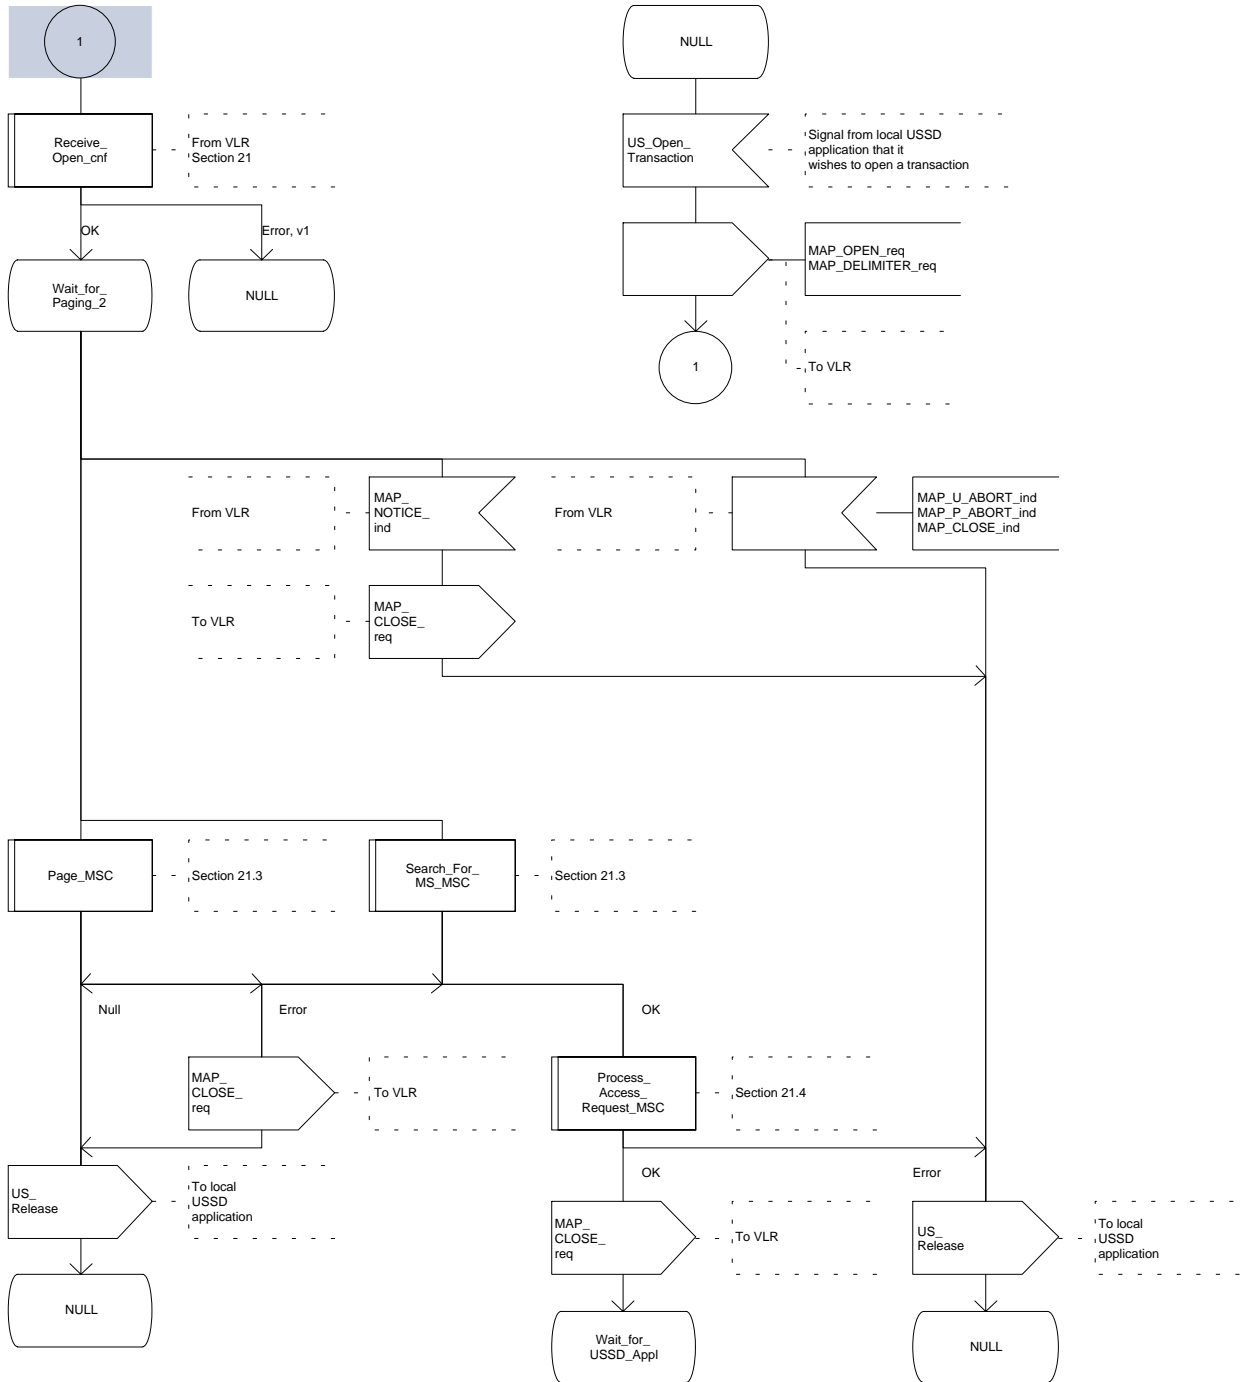 1
NULL
Receive_
Open_cnf
From VLR
Section 21
US_Open_
Transaction
Signal from local USSD
application that it
wishes to open a transaction
OK
Error, v1
MAP_OPEN_req
MAP_DELIMITER_req
Wait_for_
Paging_2
NULL
1
To VLR
From VLR
MAP_
NOTICE_
ind
From VLR
MAP_U_ABORT_ind
MAP_P_ABORT_ind
MAP_CLOSE_ind
To VLR
MAP_
CLOSE_
req
Page_MSC
Section 21.3
Search_For_
MS_MSC
Section 21.3
Null
Error
OK
MAP_
CLOSE_
req
To VLR
Process_
Access_
Request_MSC
Section 21.4
US_
Release
To local
USSD
application
OK
Error
MAP_
CLOSE_
req
To VLR
US_
Release
To local
USSD
application
NULL
Wait_for_
USSD_Appl
NULL